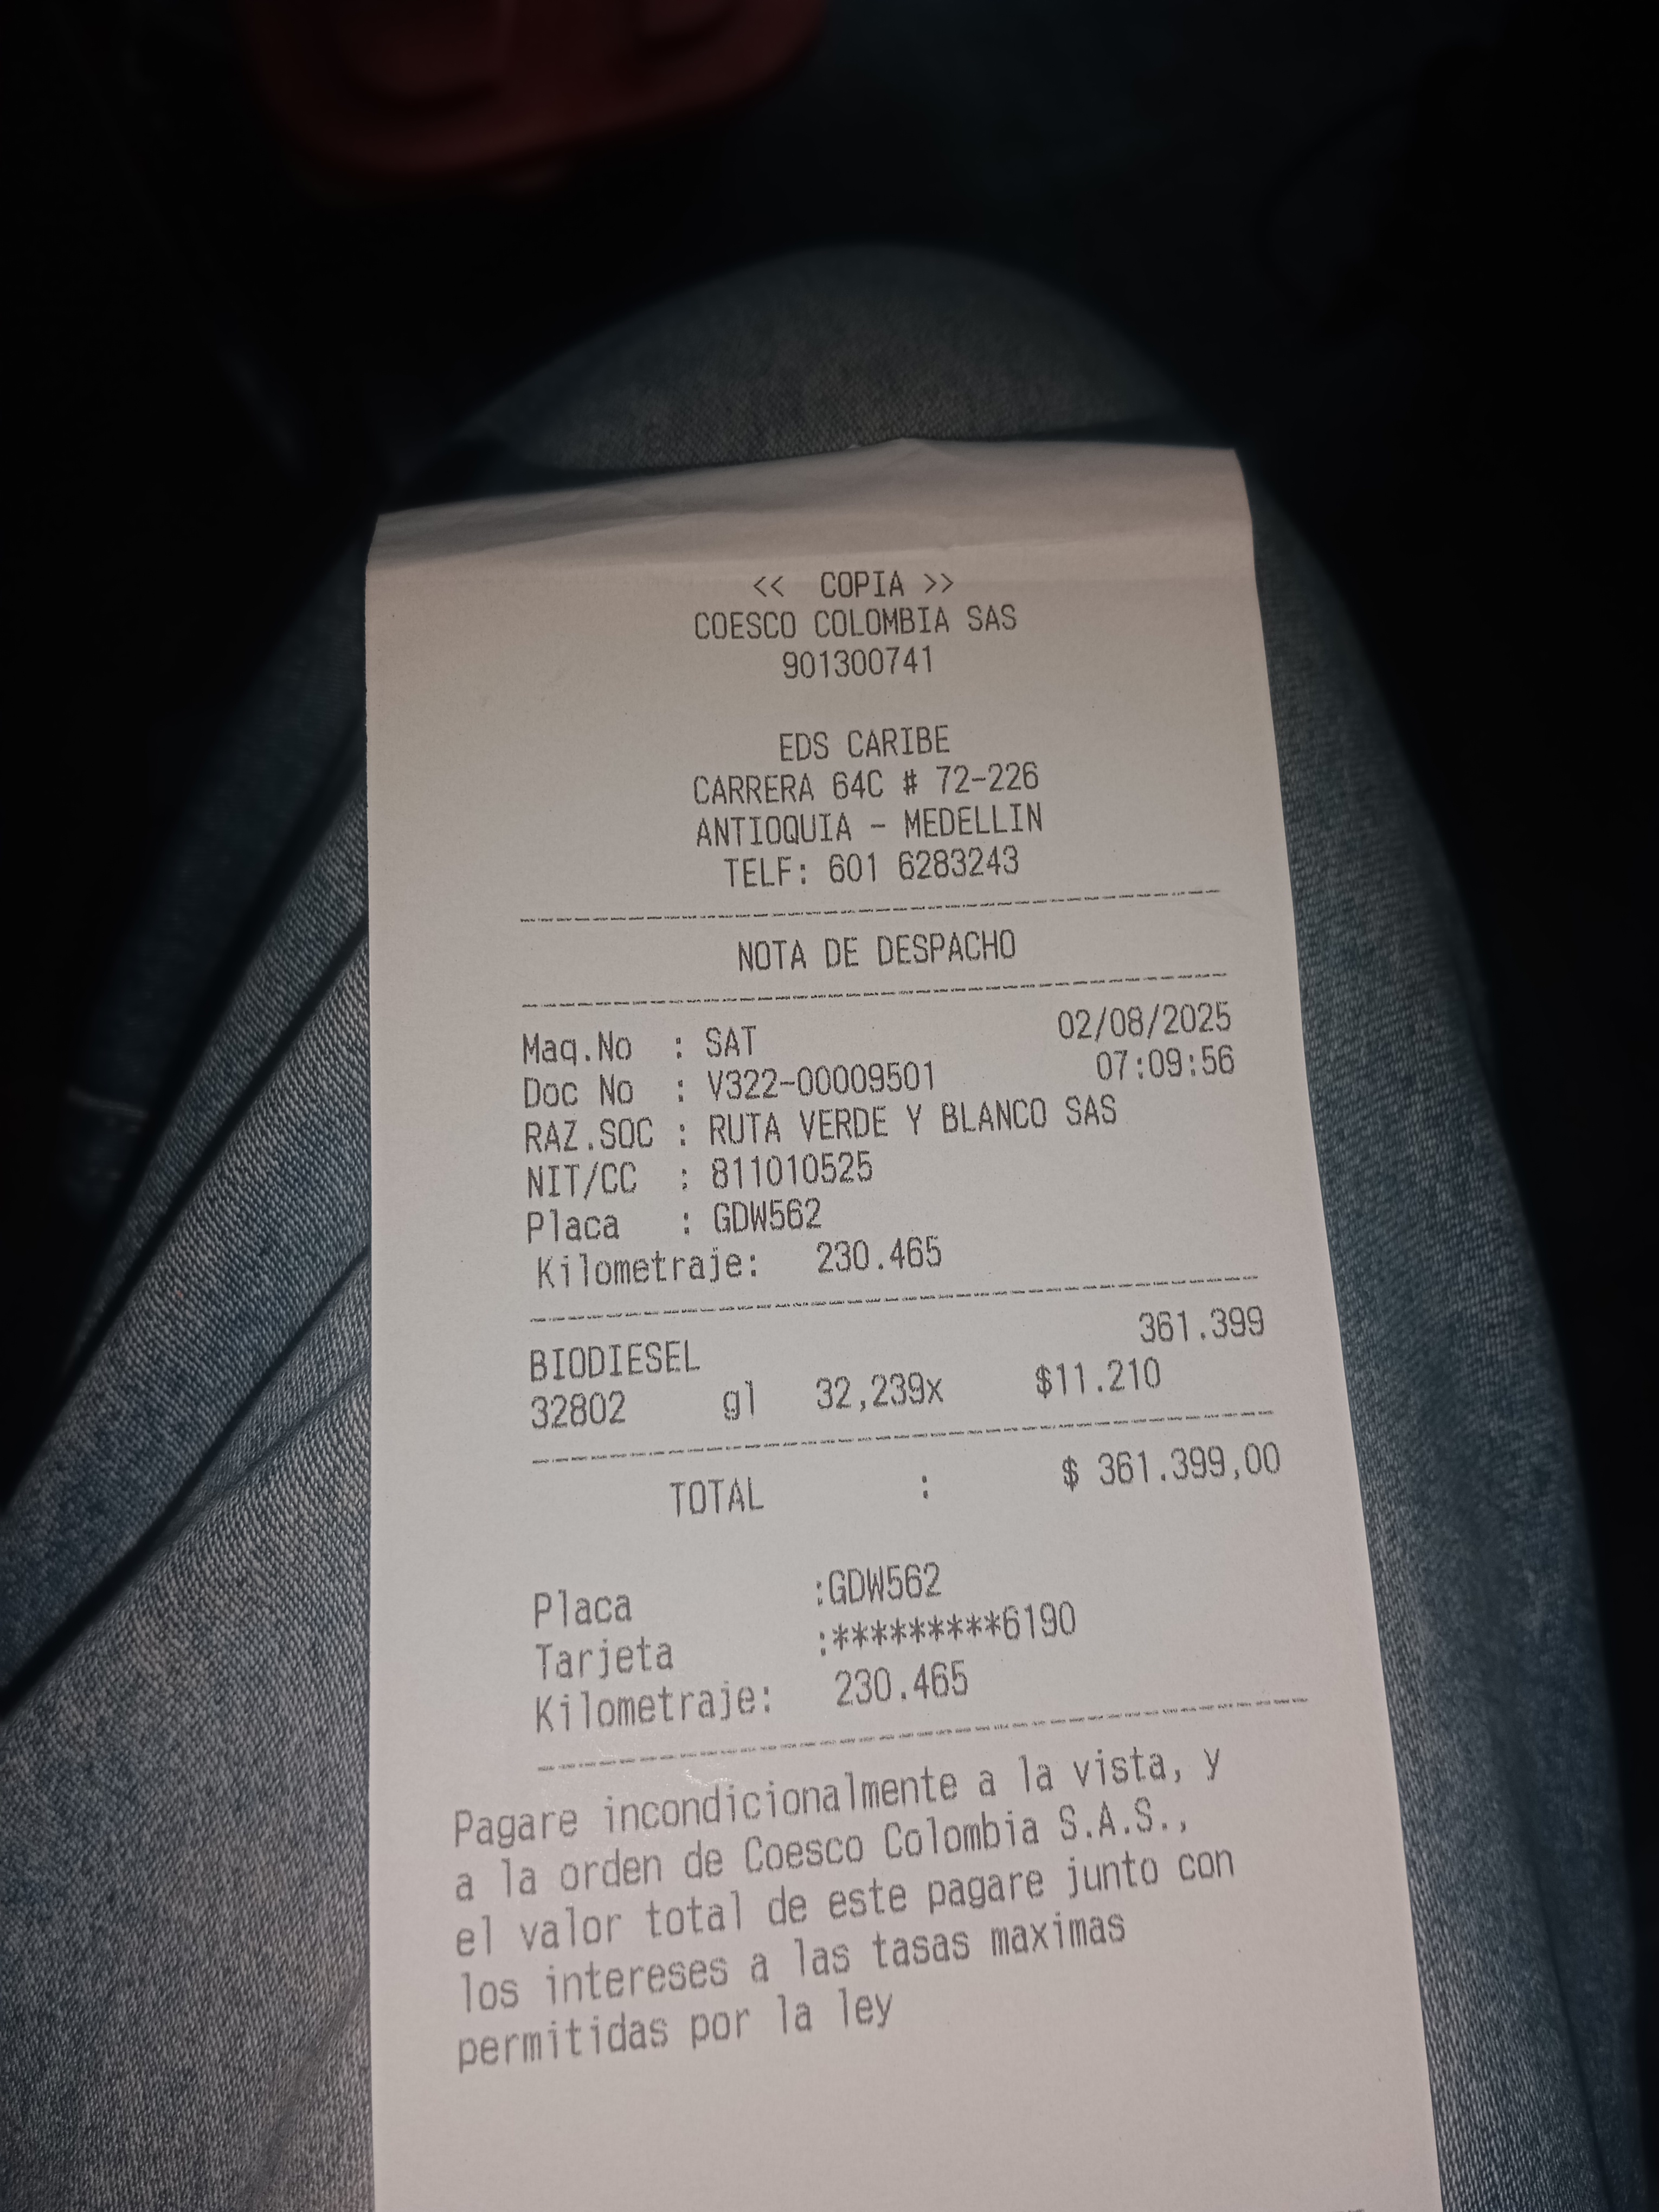 << COPIA >>
COESCO COLOMBIA SAS
901300741
EDS CARIBE
CARRERA 64C # 72-226
ANTIOQUIA - MEDELLIN
TELF: 601 6283243
NOTA DE DESPACHO
Maq.No : SAT 02/08/2025
Doc No : V322-00009501 07:09:56
RAZ.SOC : RUTA VERDE Y BLANCO SAS
NIT/CC : 811010525
Placa : GDW562
Kilometraje: 230.465
BIODIESEL 361.399
32802 gl 32,239x $11.210
TOTAL : $ 361.399,00
Placa :GDW562
Tarjeta :*********6190
Kilometraje: 230.465
Pagare incondicionalmente a la vista, y
a la orden de Coesco Colombia S.A.S.,
el valor total de este pagare junto con
los intereses a las tasas maximas
permitidas por la ley